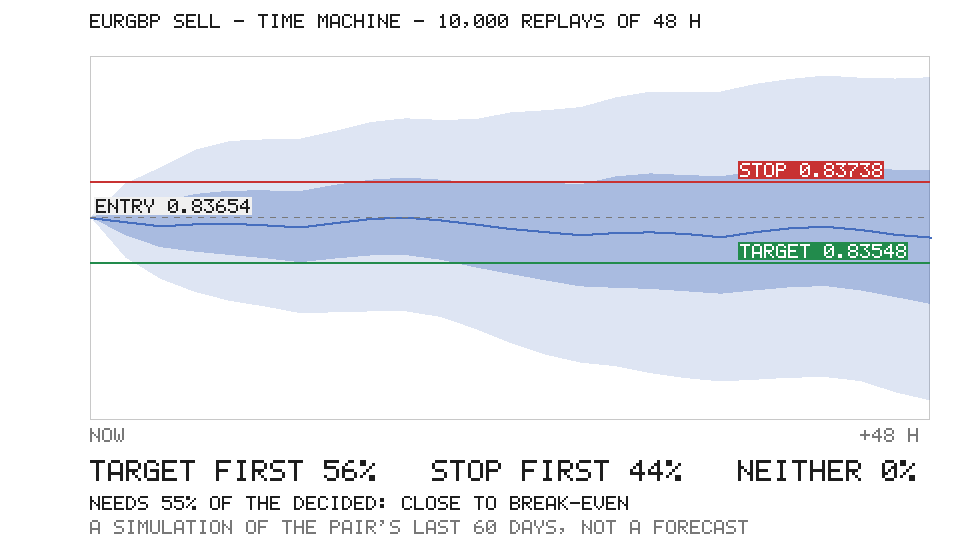 EURGBP SELL – TIME MACHINE – 10,000 REPLAYS OF 48 H
STOP 0.83738
ENTRY 0.83654
TARGET 0.83548
NOW +48 H
TARGET FIRST 56% STOP FIRST 44% NEITHER 0%
NEEDS 55% OF THE DECIDED: CLOSE TO BREAK-EVEN
A SIMULATION OF THE PAIR'S LAST 60 DAYS, NOT A FORECAST